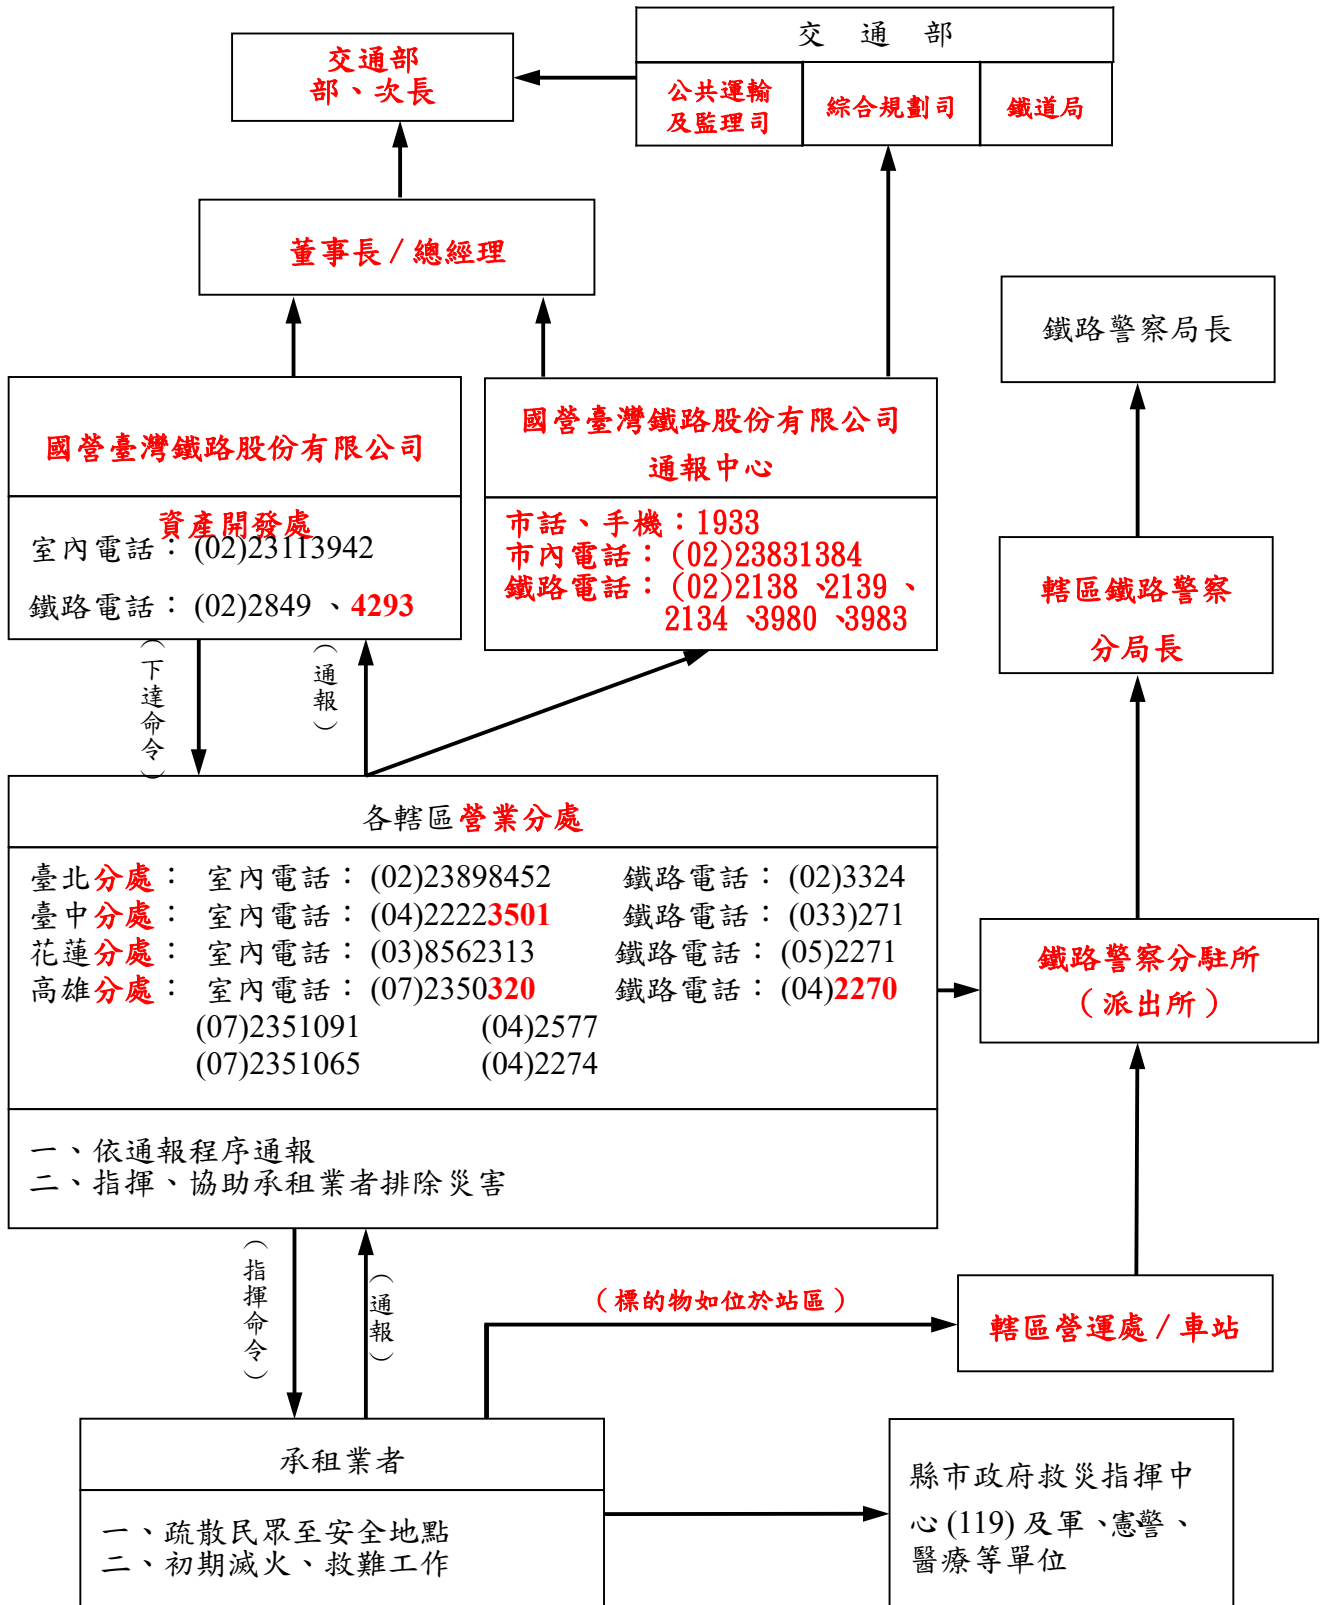 交通部
公共運輸
及監理司
綜合規劃司
鐵道局
交通部
部、次長
董事長／總經理
鐵路警察局長
國營臺灣鐵路股份有限公司
資產開發處
室內電話：(02)23113942
鐵路電話：(02)2849、4293
國營臺灣鐵路股份有限公司
通報中心
市話、手機：1933
市內電話：(02)23831384
鐵路電話：(02)2138、2139、
2134、3980、3983
轄區鐵路警察
分局長
（下達命令）
（通報）
各轄區營業分處
臺北分處：室內電話：(02)23898452 鐵路電話：(02)3324
臺中分處：室內電話：(04)22223501 鐵路電話：(033)271
花蓮分處：室內電話：(03)8562313 鐵路電話：(05)2271
高雄分處：室內電話：(07)2350320 鐵路電話：(04)2270
(07)2351091 (04)2577
(07)2351065 (04)2274
一、依通報程序通報
二、指揮、協助承租業者排除災害
鐵路警察分駐所
（派出所）
（指揮命令）
（通報）
（標的物如位於站區）
轄區營運處／車站
承租業者
一、疏散民眾至安全地點
二、初期滅火、救難工作
縣市政府救災指揮中
心(119)及軍、憲警、
醫療等單位